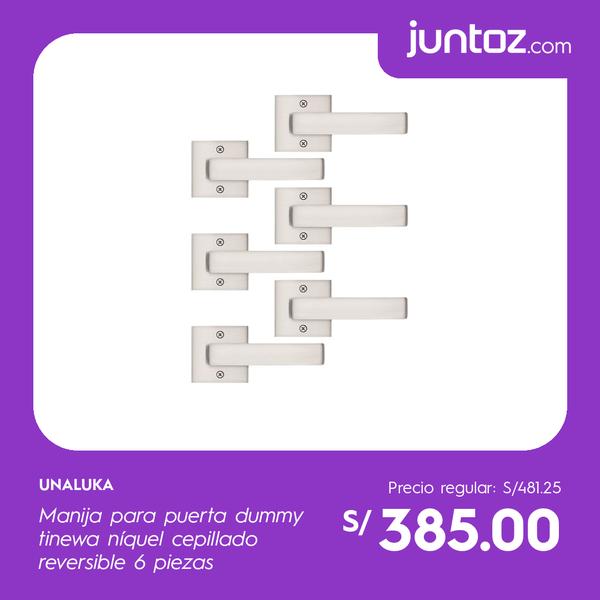 juntoz.com
UNALUKA
Manija para puerta dummy
tinewa níquel cepillado
reversible 6 piezas
Precio regular: S/481.25
S/385.00